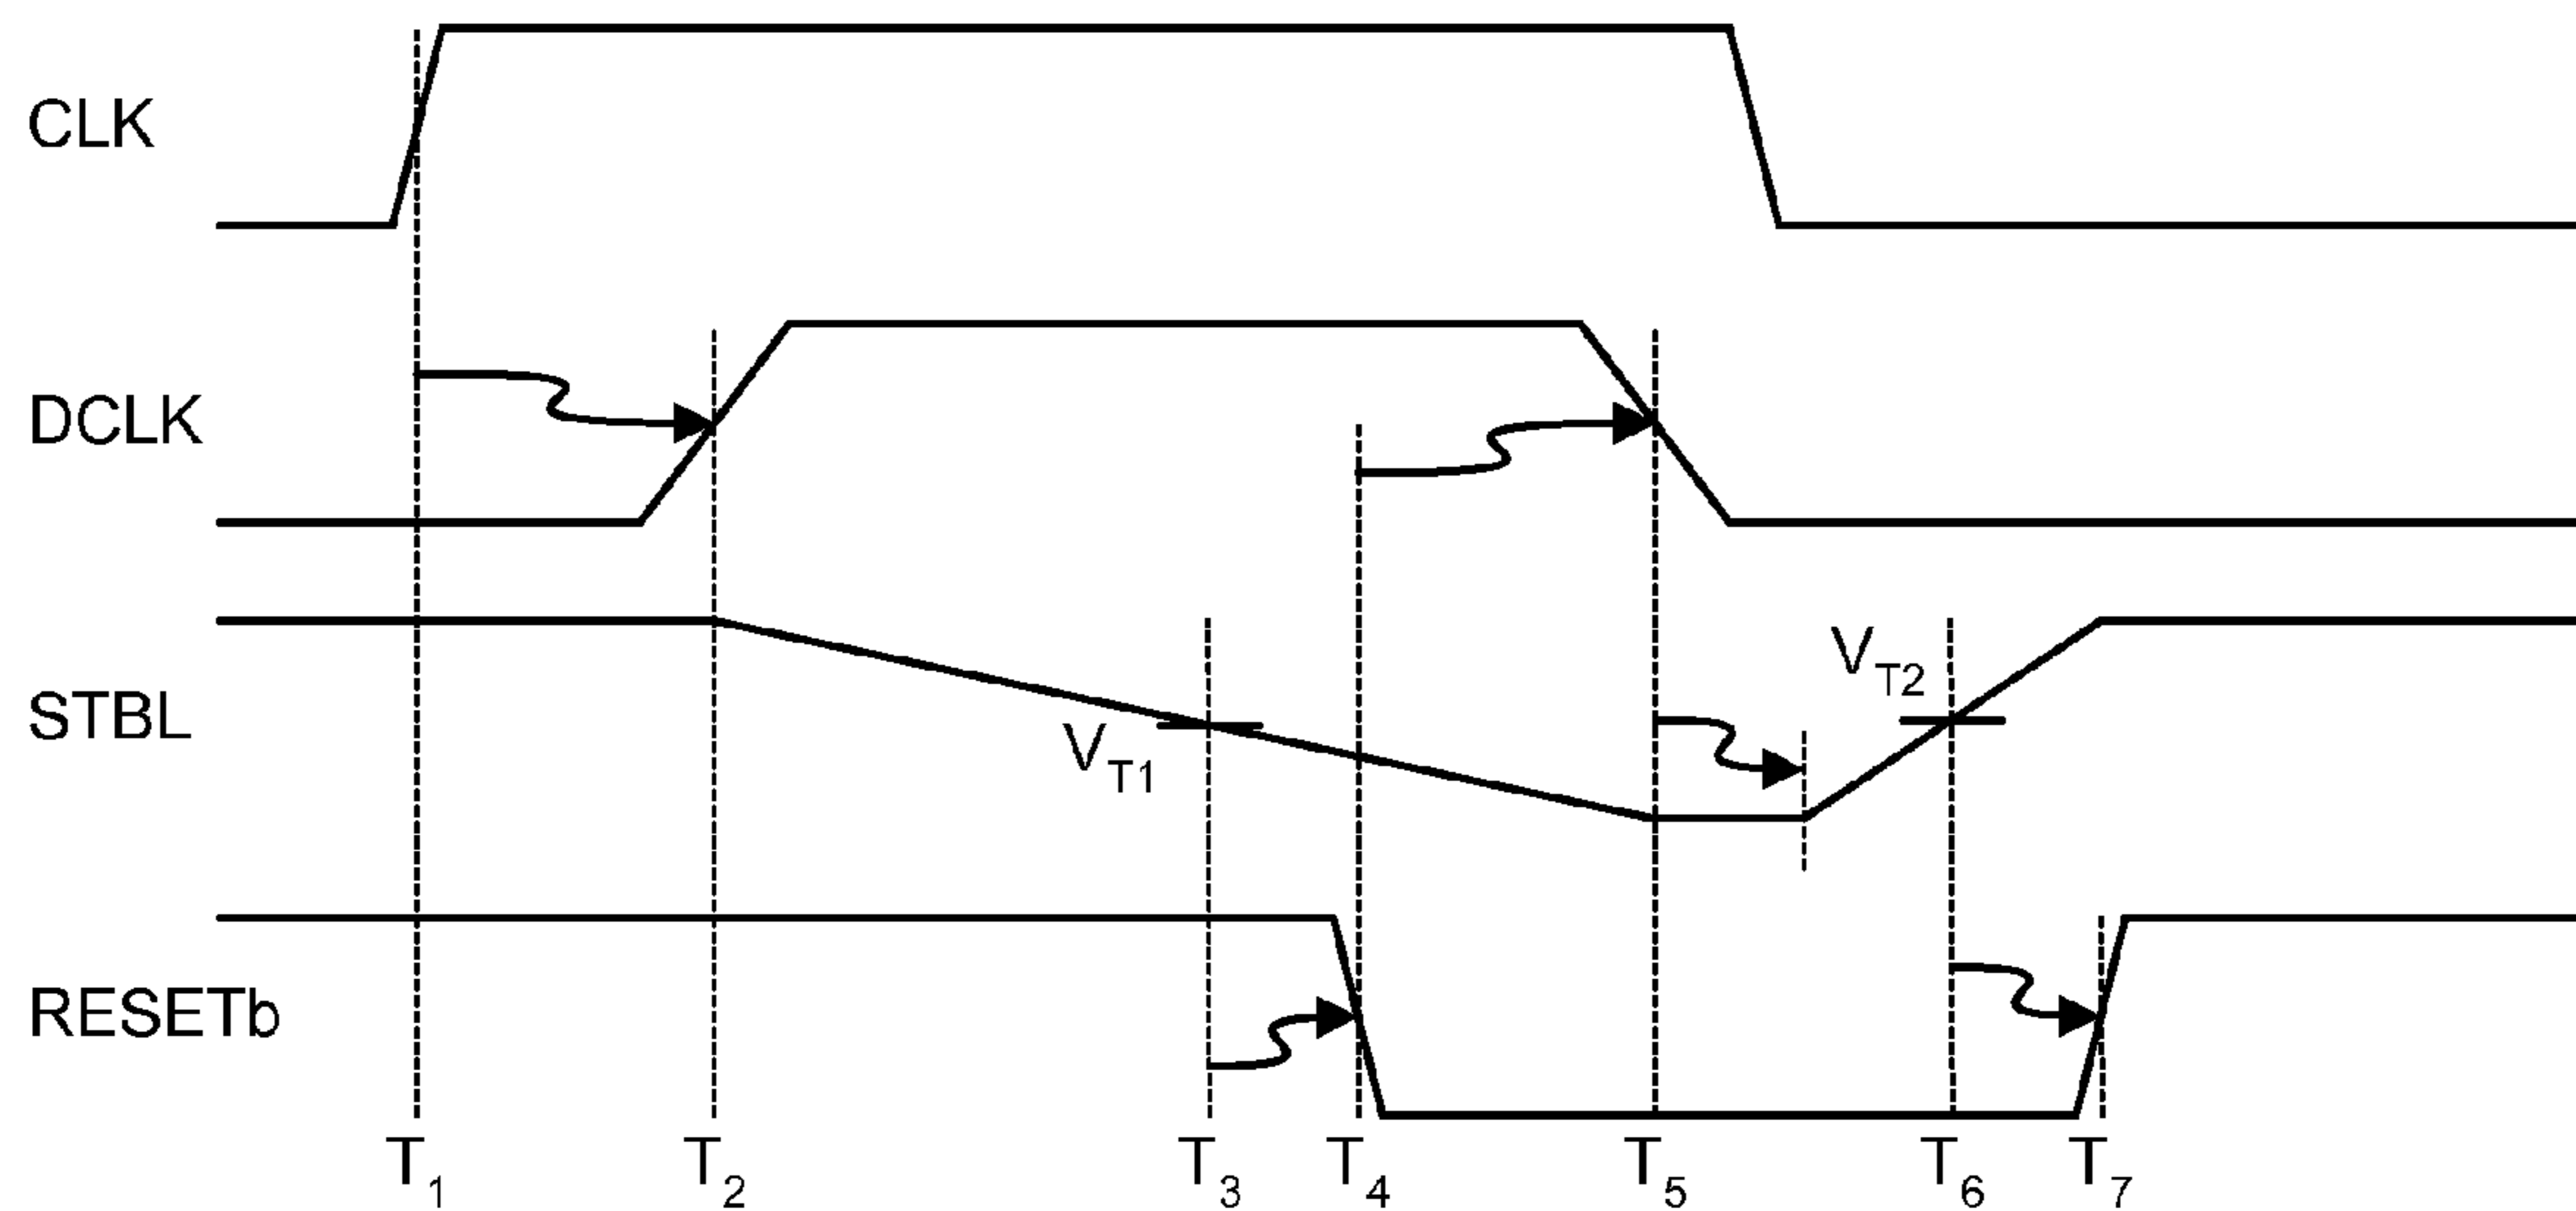 CLK
DCLK
STBL
V_T1
V_T2
RESETb
T_1 T_2 T_3 T_4 T_5 T_6 T_7